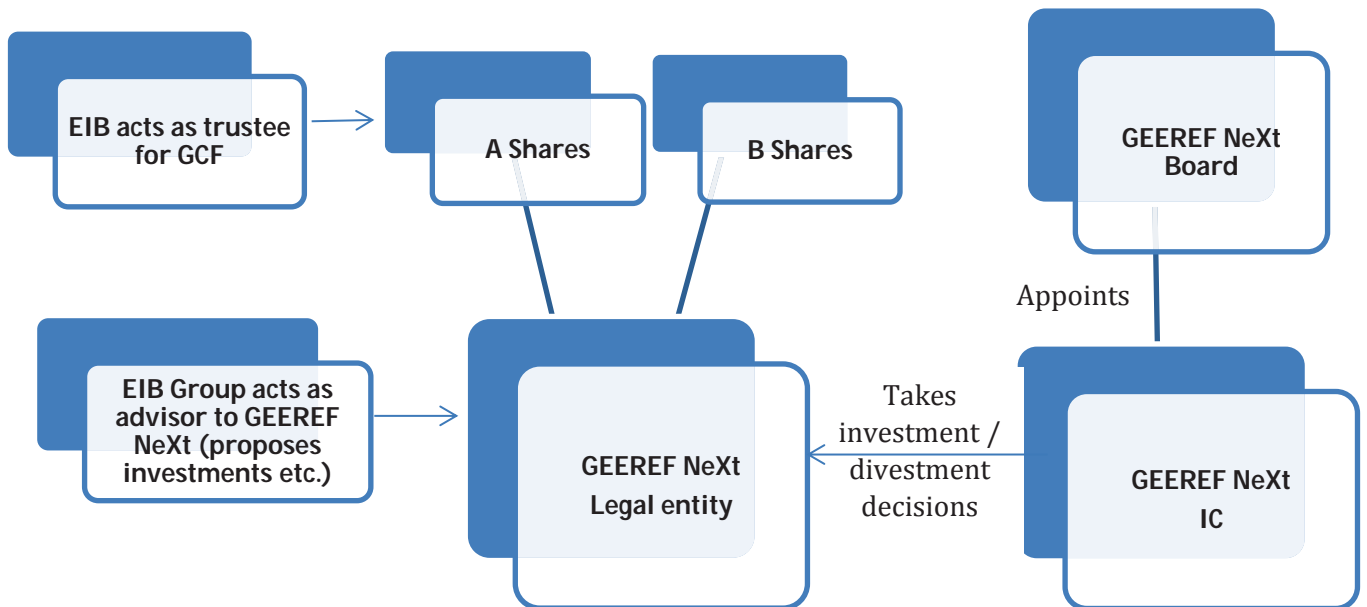 EIB acts as trustee
for GCF
A Shares
B Shares
GEEREF NeXt
Board
Appoints
EIB Group acts as
advisor to GEEREF
NeXt (proposes
investments etc.)
GEEREF NeXt
Legal entity
Takes
investment /
divestment
decisions
GEEREF NeXt
IC